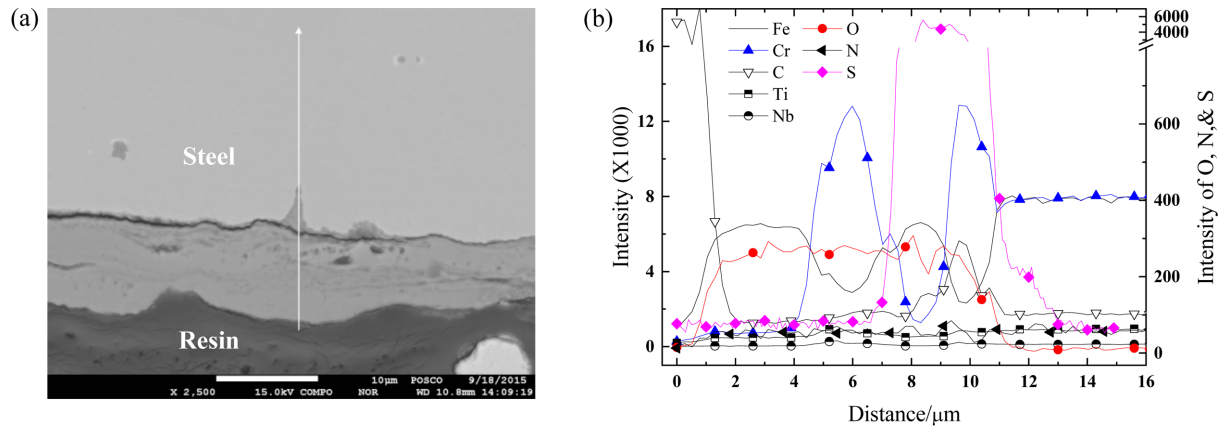 (a)
Steel
Resin
10μm POSCO 9/18/2015
X 2,500 15.0kV COMPO NOR WD 10.8mm 14:09:19
(b)
Fe O
Cr N
C S
Ti
Nb
6000
4000
600
400
200
0
16
12
8
4
0
0 2 4 6 8 10 12 14 16
Intensity (X1000)
Intensity of O, N,& S
Distance/μm